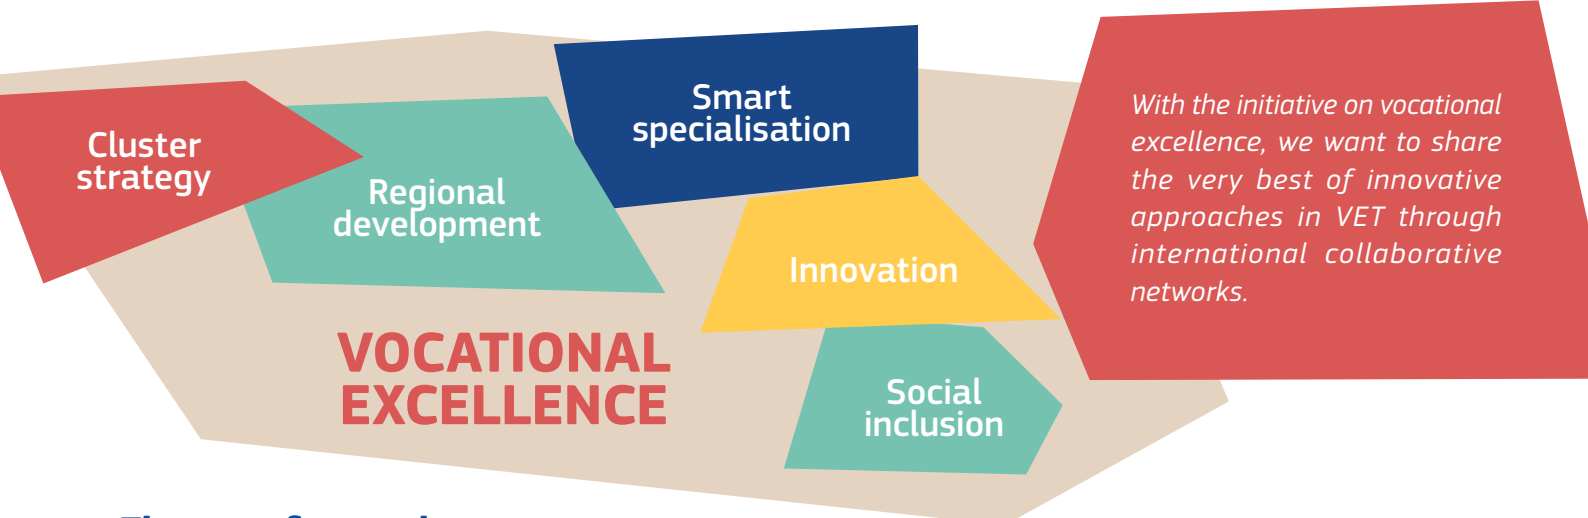 Cluster
strategy
Regional
development
Smart
specialisation
Innovation
Social
inclusion
VOCATIONAL
EXCELLENCE
With the initiative on vocational
excellence, we want to share
the very best of innovative
approaches in VET through
international collaborative
networks.